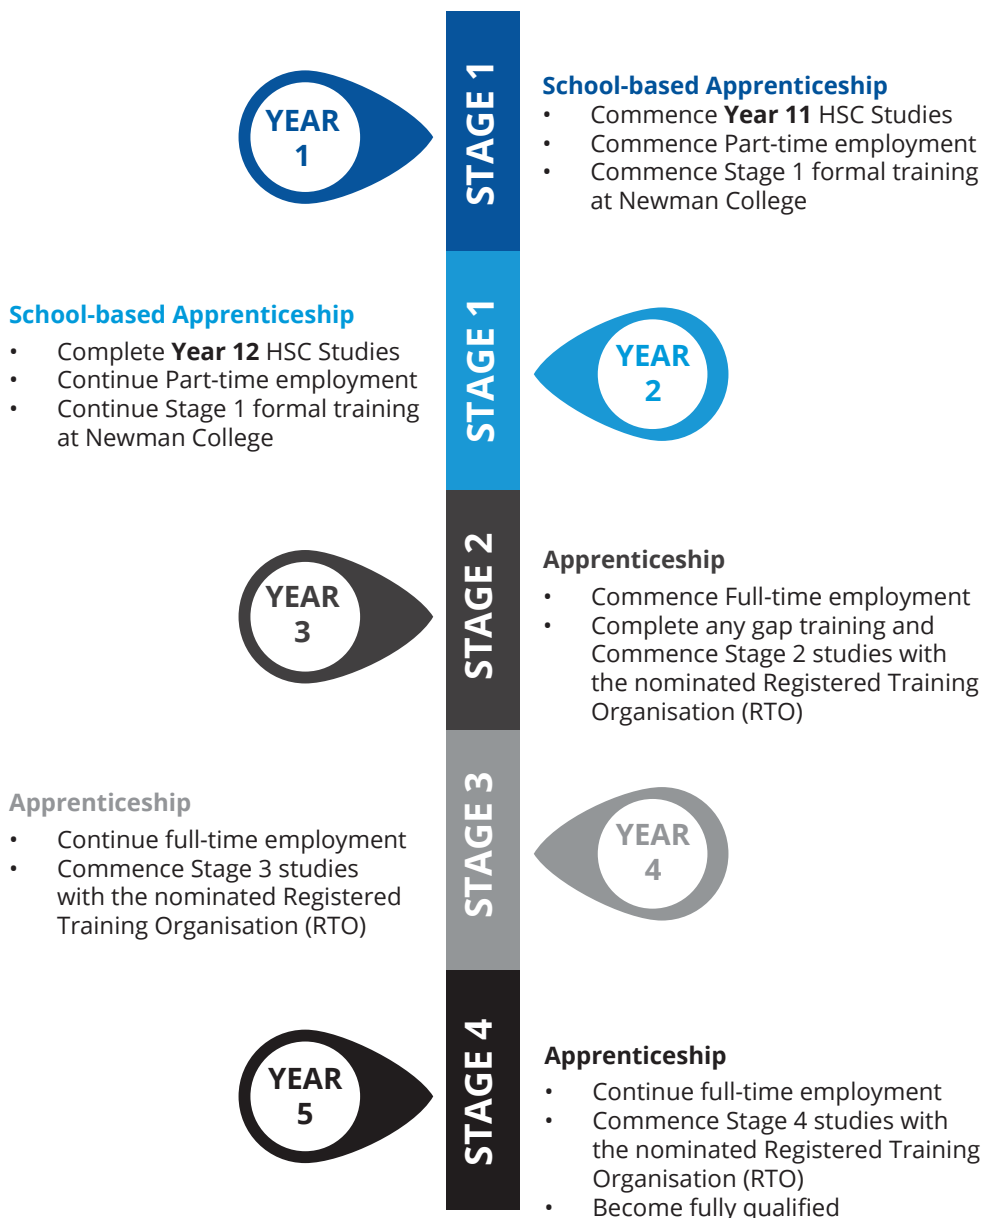 YEAR
1
STAGE 1
School-based Apprenticeship
• Commence Year 11 HSC Studies
• Commence Part-time employment
• Commence Stage 1 formal training
at Newman College
School-based Apprenticeship
• Complete Year 12 HSC Studies
• Continue Part-time employment
• Continue Stage 1 formal training
at Newman College
STAGE 1
YEAR
2
YEAR
3
STAGE 2
Apprenticeship
• Commence Full-time employment
• Complete any gap training and
Commence Stage 2 studies with
the nominated Registered Training
Organisation (RTO)
Apprenticeship
• Continue full-time employment
• Commence Stage 3 studies
with the nominated Registered
Training Organisation (RTO)
STAGE 3
YEAR
4
YEAR
5
STAGE 4
Apprenticeship
• Continue full-time employment
• Commence Stage 4 studies with
the nominated Registered Training
Organisation (RTO)
• Become fully qualified